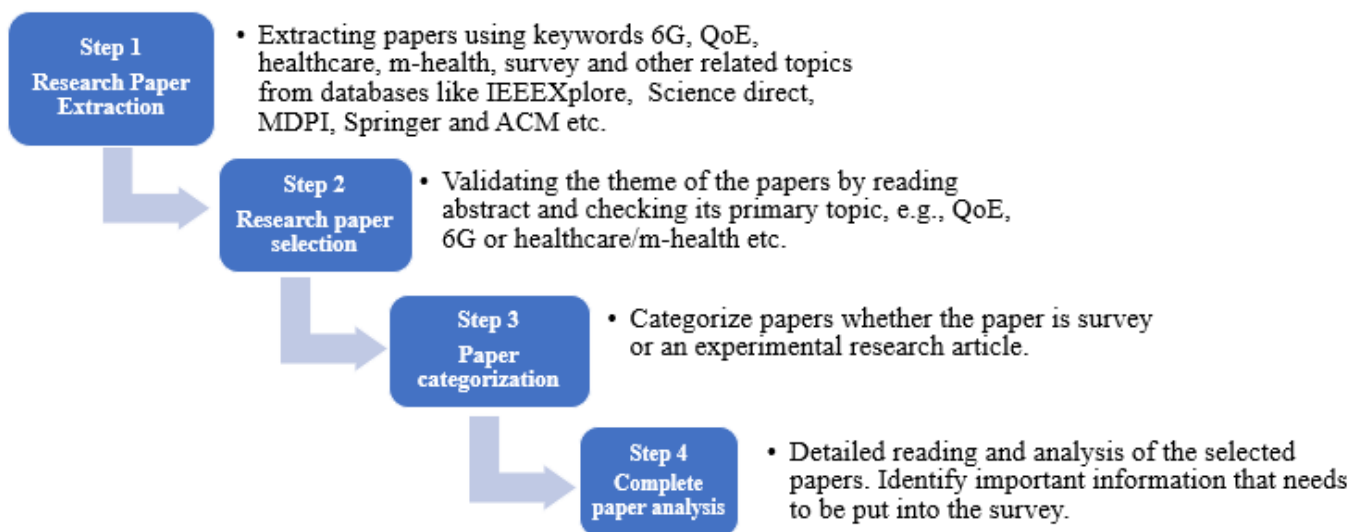 Step 1
Research Paper
Extraction
• Extracting papers using keywords 6G, QoE,
healthcare, m-health, survey and other related topics
from databases like IEEEXplore, Science direct,
MDPI, Springer and ACM etc.
Step 2
Research paper
selection
• Validating the theme of the papers by reading
abstract and checking its primary topic, e.g., QoE,
6G or healthcare/m-health etc.
Step 3
Paper
categorization
• Categorize papers whether the paper is survey
or an experimental research article.
Step 4
Complete
paper analysis
• Detailed reading and analysis of the selected
papers. Identify important information that needs
to be put into the survey.